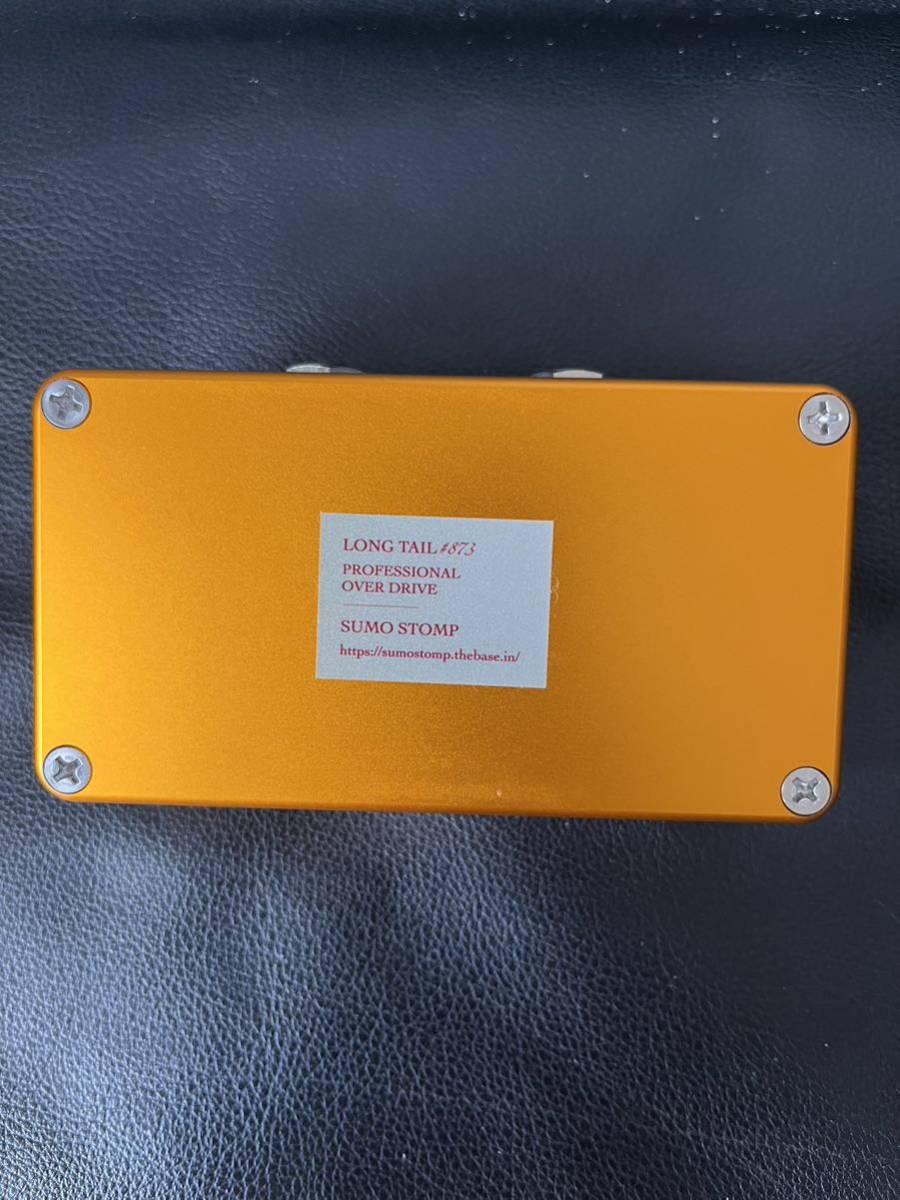 LONG TAIL #873
PROFESSIONAL
OVER DRIVE
SUMO STOMP
https://sumostomp.thebase.in/